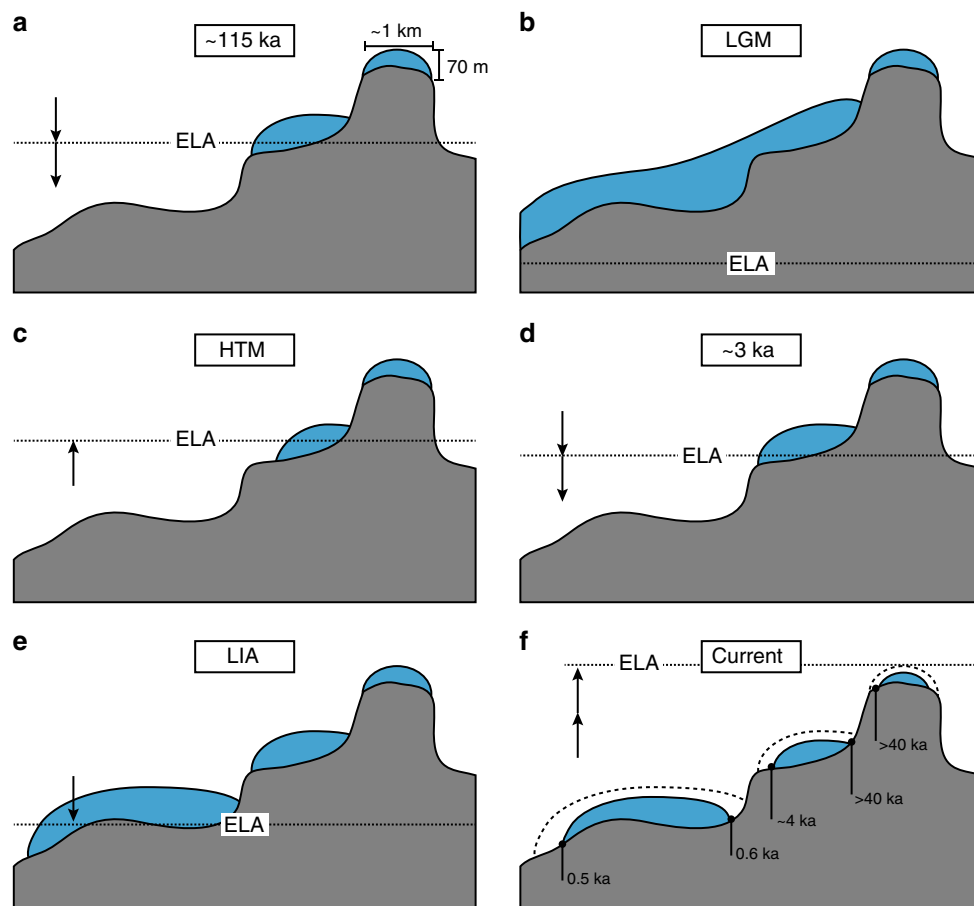 a
~115 ka
~1 km
70 m
ELA
b
LGM
ELA
c
HTM
ELA
d
~3 ka
ELA
e
LIA
ELA
f
ELA
Current
>40 ka
>40 ka
~4 ka
0.6 ka
0.5 ka